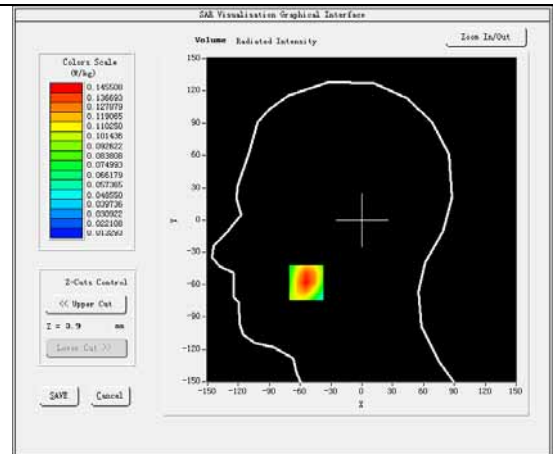 SAR Visualisation Graphical Interface
Volume Radiated Intensity
Zoom In/Out
Colors Scale
(W/kg)
0.145508
0.136693
0.127879
0.119065
0.110250
0.101436
0.092622
0.083808
0.074993
0.066179
0.057365
0.048550
0.039736
0.030922
0.022108
0.013293
150
120
90
60
30
0
-30
-60
-90
-120
-150
Y
-150 -120 -90 -60 -30 0 30 60 90 120 150
X
Z-Cuts Control
<< Upper Cut
Z = 3.9 mm
Lower Cut >>
SAVE
Cancel